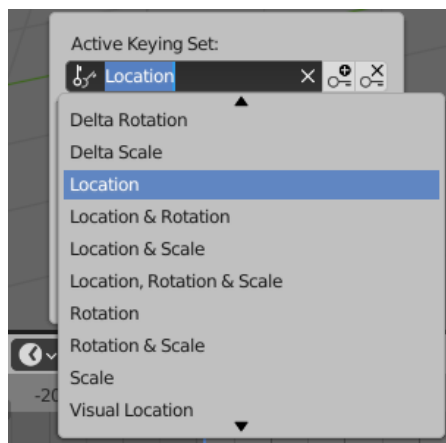 Active Keying Set:
Location
Delta Rotation
Delta Scale
Location
Location & Rotation
Location & Scale
Location, Rotation & Scale
Rotation
Rotation & Scale
Scale
Visual Location